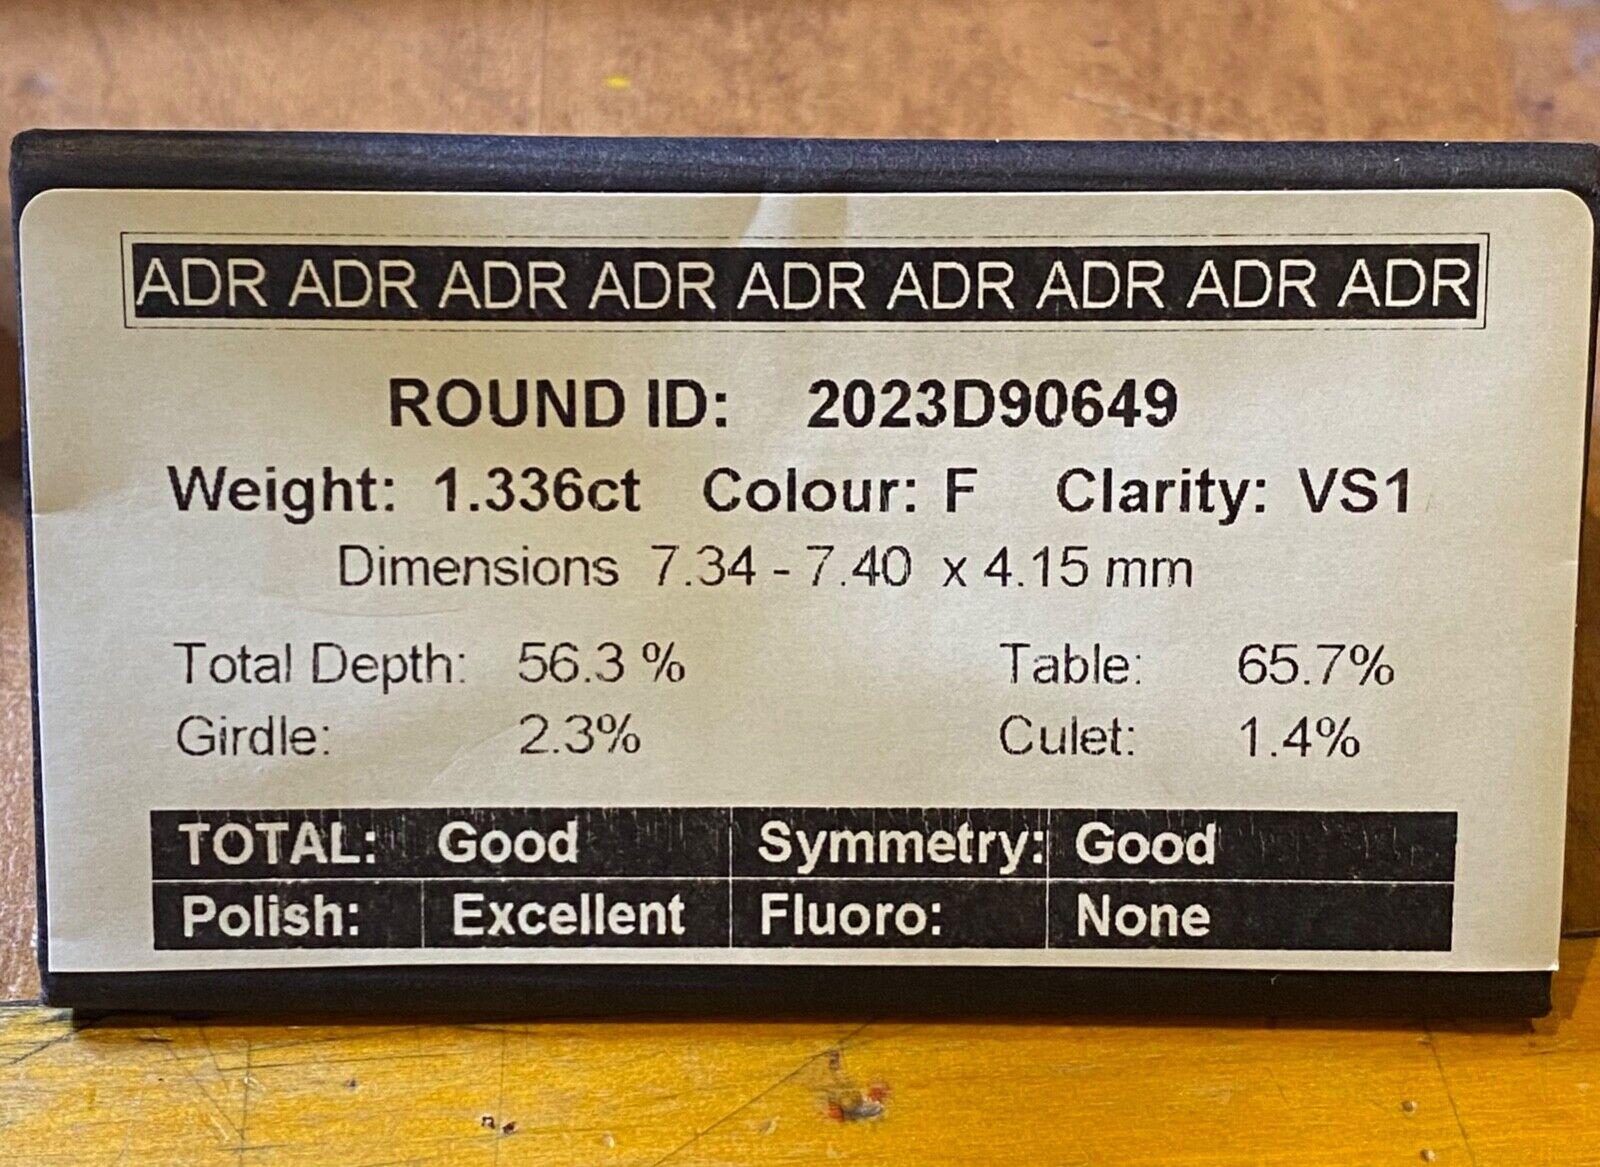 ADR ADR ADR ADR ADR ADR ADR ADR ADR
ROUND ID: 2023D90649
Weight: 1.336ct Colour: F Clarity: VS1
Dimensions 7.34 - 7.40 x 4.15 mm
Total Depth: 56.3 % Table: 65.7%
Girdle: 2.3% Culet: 1.4%
TOTAL: Good Symmetry: Good
Polish: Excellent Fluoro: None